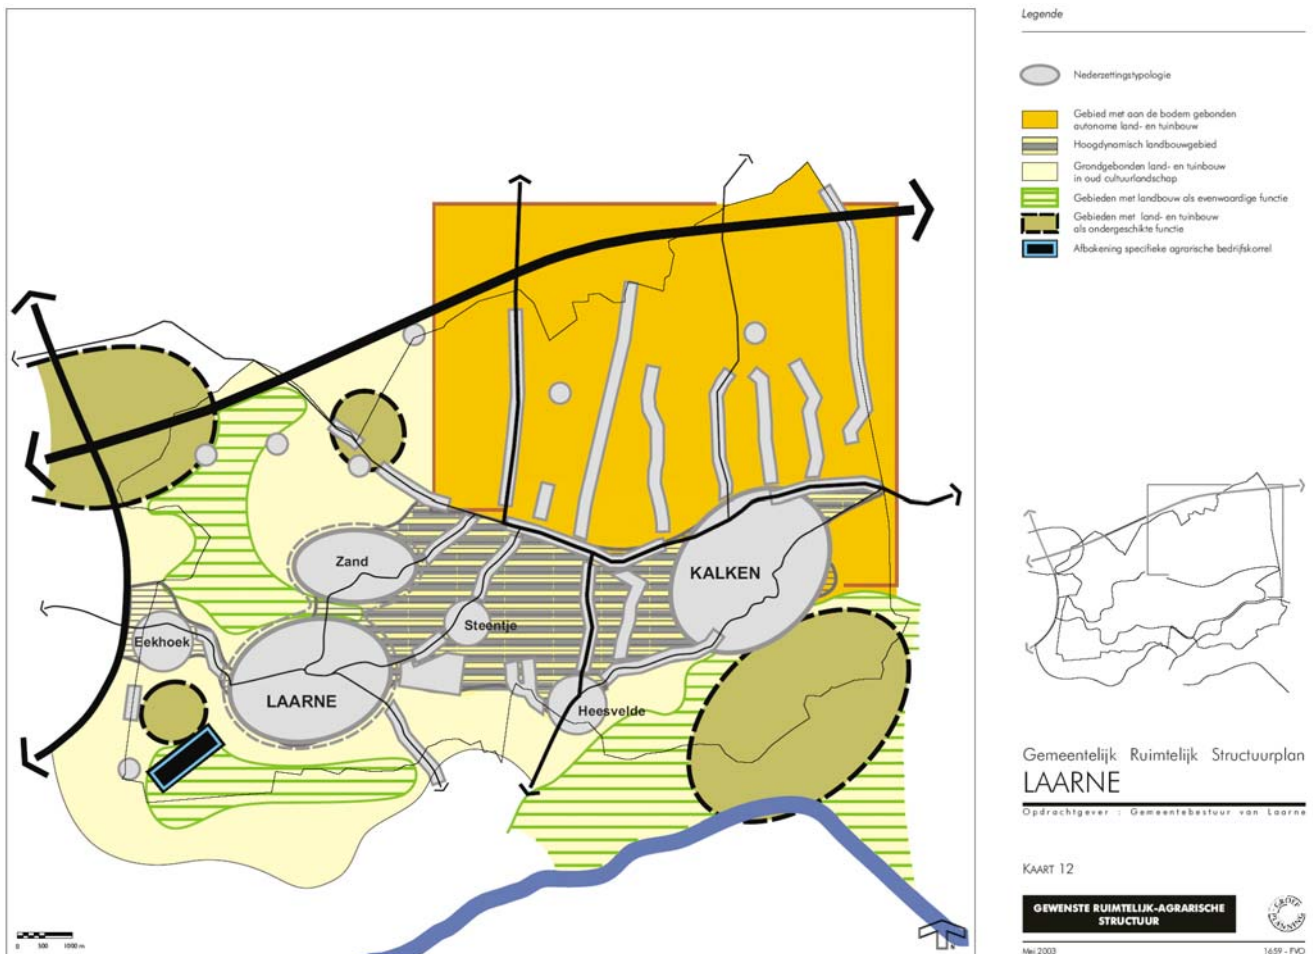 Legende
Nederzettingstypologie
Gebied met aan de bodem gebonden
autonome land- en tuinbouw
Hoogdynamisch landbouwgebied
Grondgebonden land- en tuinbouw
in oud cultuurlandschap
Gebieden met landbouw als evenwaardige functie
Gebieden met land- en tuinbouw
als ondergeschikte functie
Afbakening specifieke agrarische bedrijfskorrel
Zand
KALKEN
Steentje
Eekhoek
LAARNE
Heesvelde
Gemeentelijk Ruimtelijk Structuurplan
LAARNE
Opdrachtgever : Gemeentebestuur van Laarne
KAART 12
GEWENSTE RUIMTELIJK-AGRARISCHE
STRUCTUUR
GROEP
PLANNING
Mei 2003
1659 - FVO
0 500 1000 m